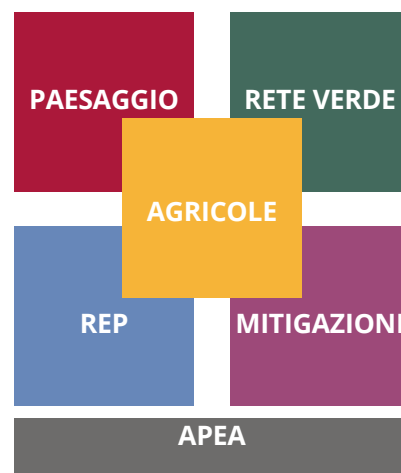 PAESAGGIO
RETE VERDE
AGRICOLE
REP
MITIGAZIONI
APEA